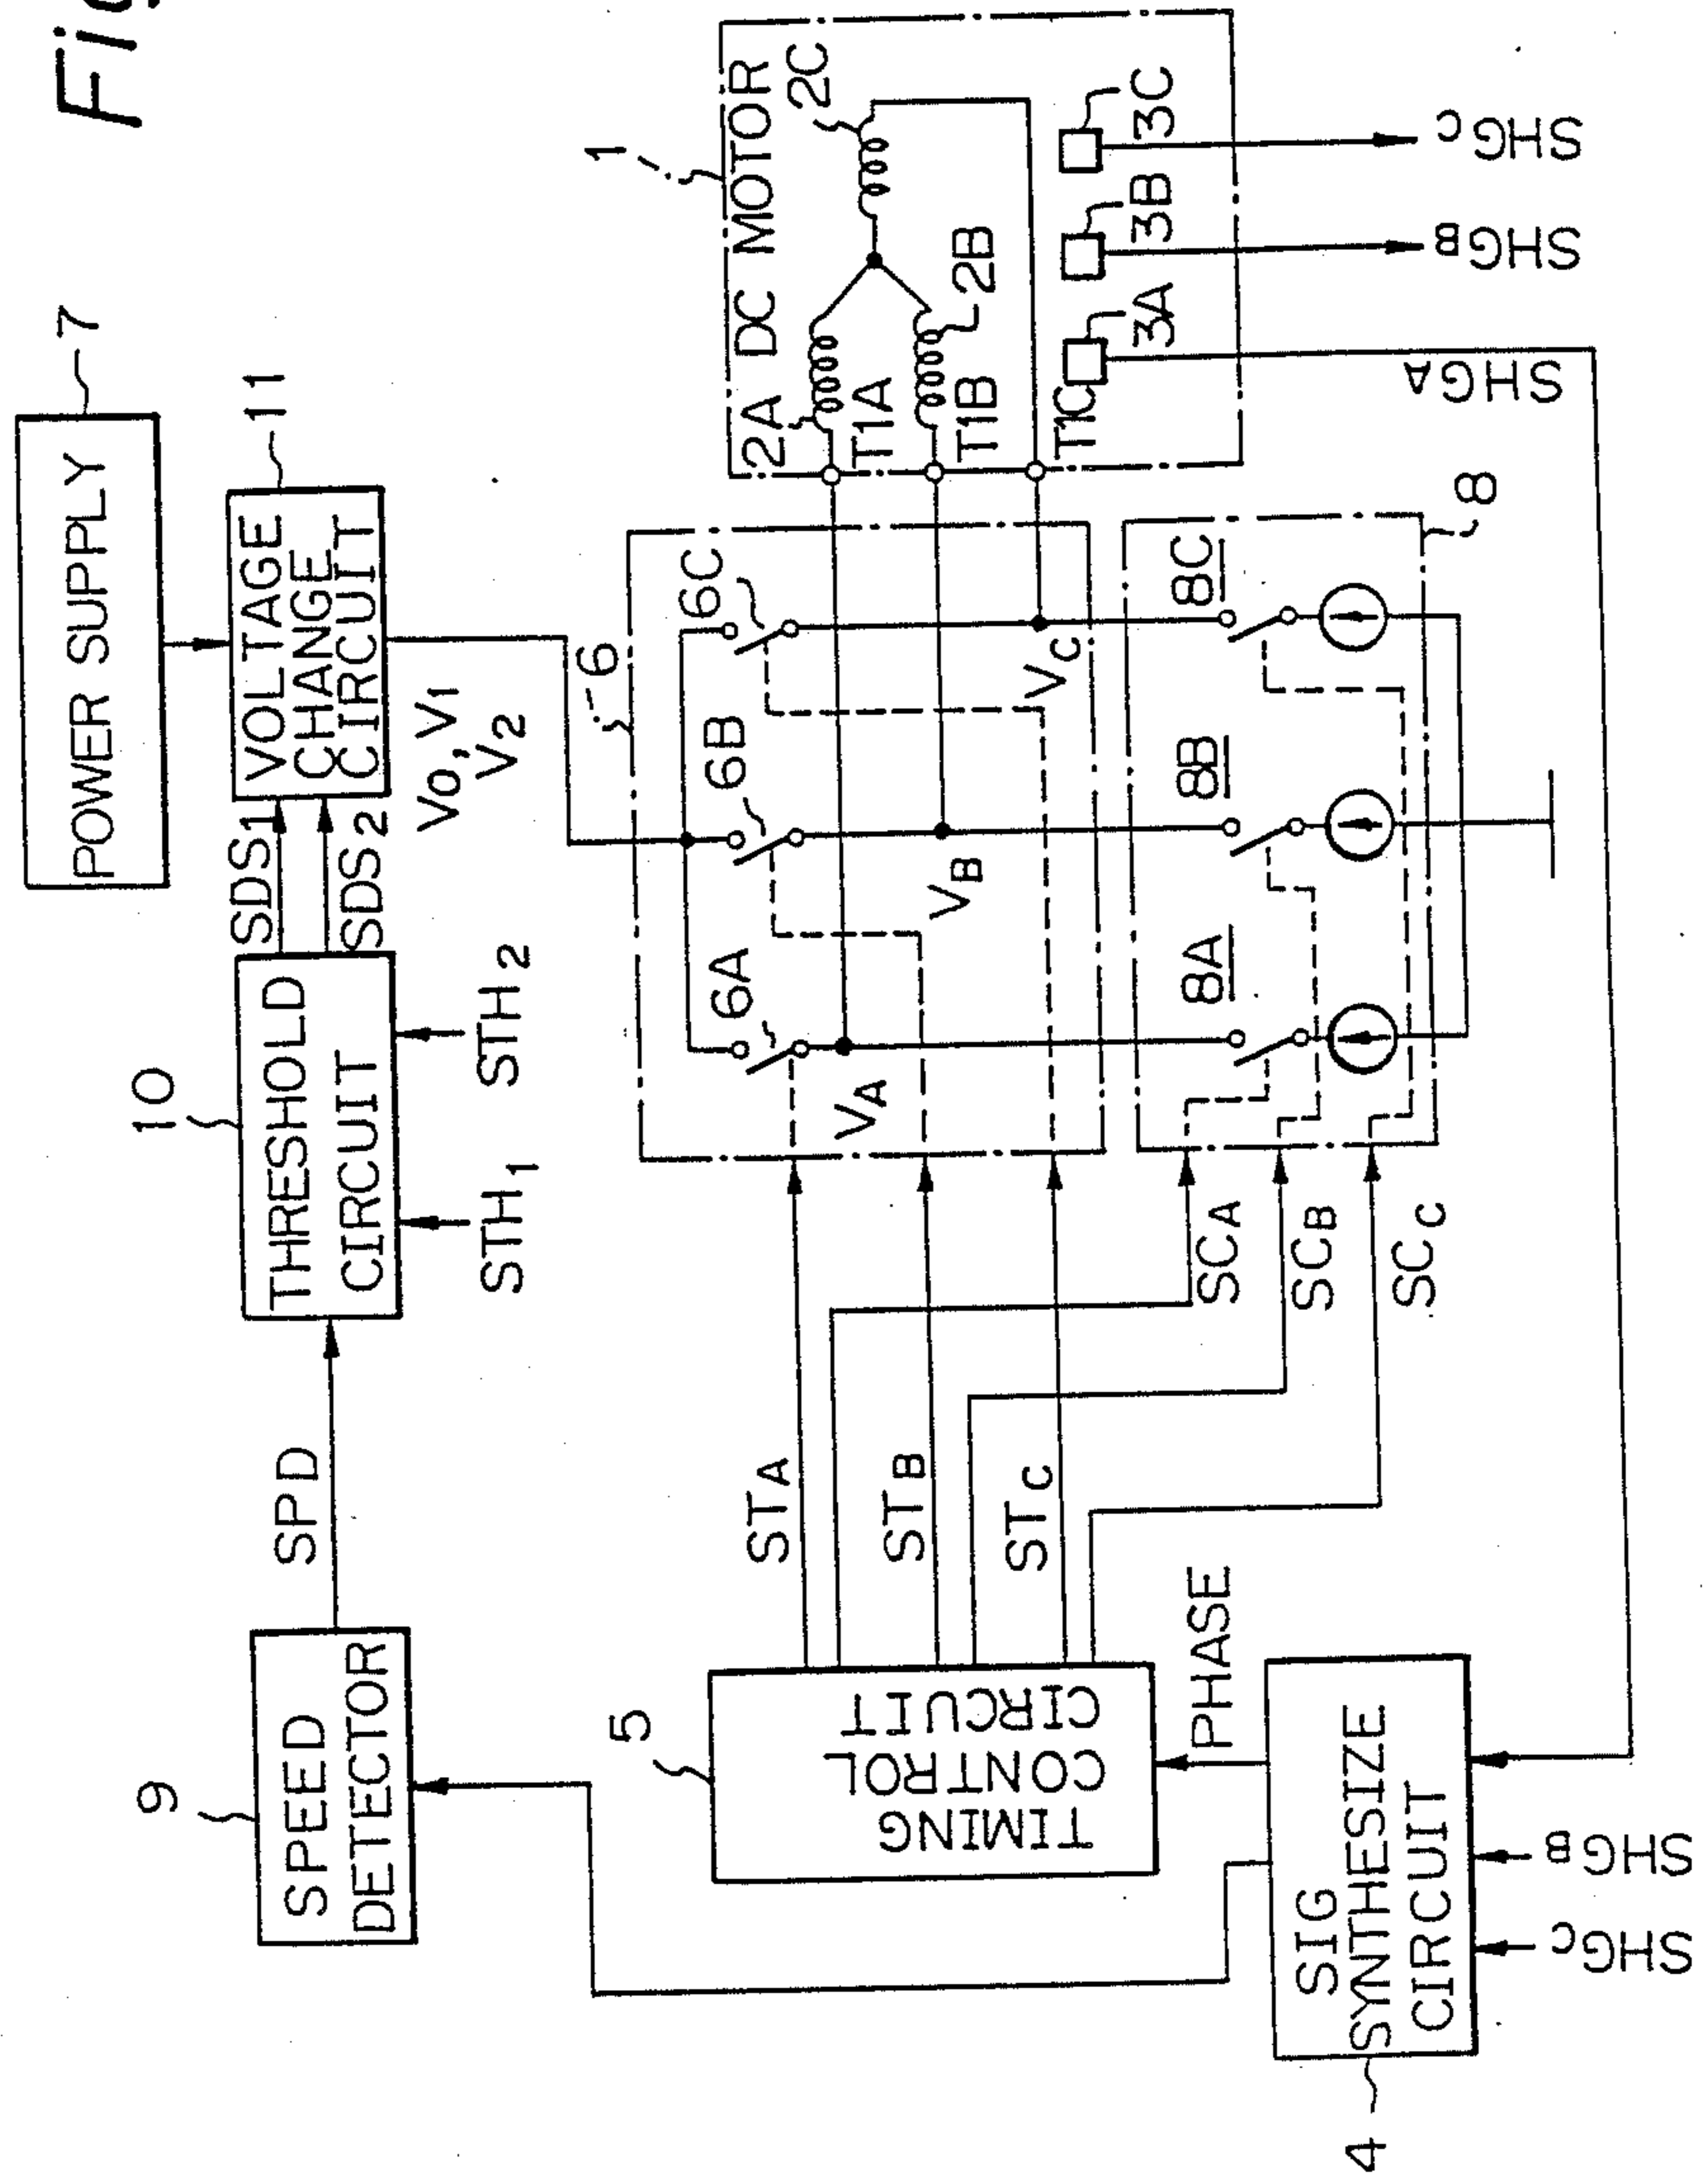 Fig
POWER SUPPLY
7
VOLTAGE
CHANGE
CIRCUIT
11
SDS1
SDS2
V0, V1
V2
THRESHOLD
CIRCUIT
10
STH1
STH2
SPD
SPEED
DETECTOR
9
1
DC MOTOR
2A
2B
2C
T1A
T1B
T1C
3A
3B
3C
SHGA
SHGB
SHGC
6
6A
6B
6C
VA
VB
VC
8
8A
8B
8C
STA
STB
STC
SCA
SCB
SCC
5
TIMING
CONTROL
CIRCUIT
PHASE
SIG
SYNTHESIZE
CIRCUIT
4
SHGC
SHGB